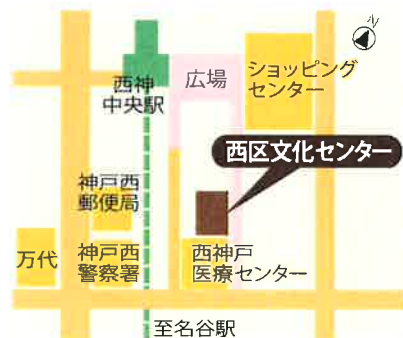 N
西神
中央駅
広場
ショッピング
センター
西区文化センター
神戸西
郵便局
万代
神戸西
警察署
西神戸
医療センター
至名谷駅